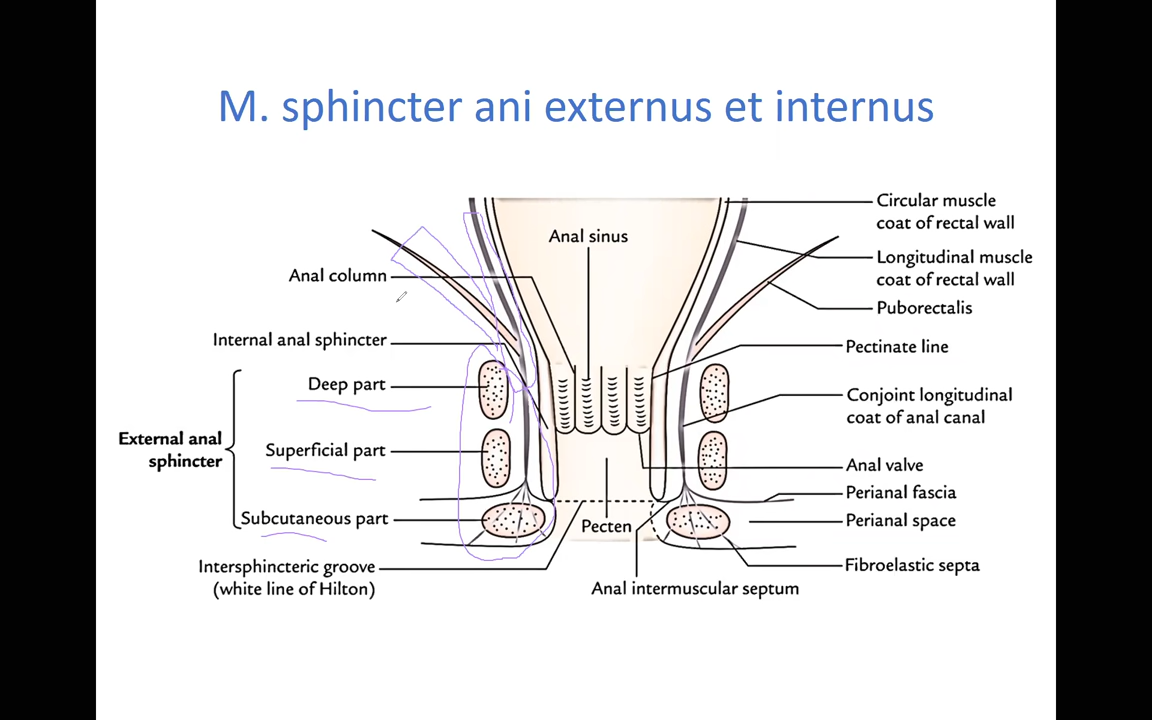 M. sphincter ani externus et internus
Circular muscle
coat of rectal wall
Anal sinus
Longitudinal muscle
coat of rectal wall
Anal column
Puborectalis
Internal anal sphincter
Pectinate line
Deep part
Conjoint longitudinal
coat of anal canal
External anal
sphincter
Superficial part
Anal valve
Perianal fascia
Subcutaneous part
Pecten
Perianal space
Intersphincteric groove
(white line of Hilton)
Fibroelastic septa
Anal intermuscular septum